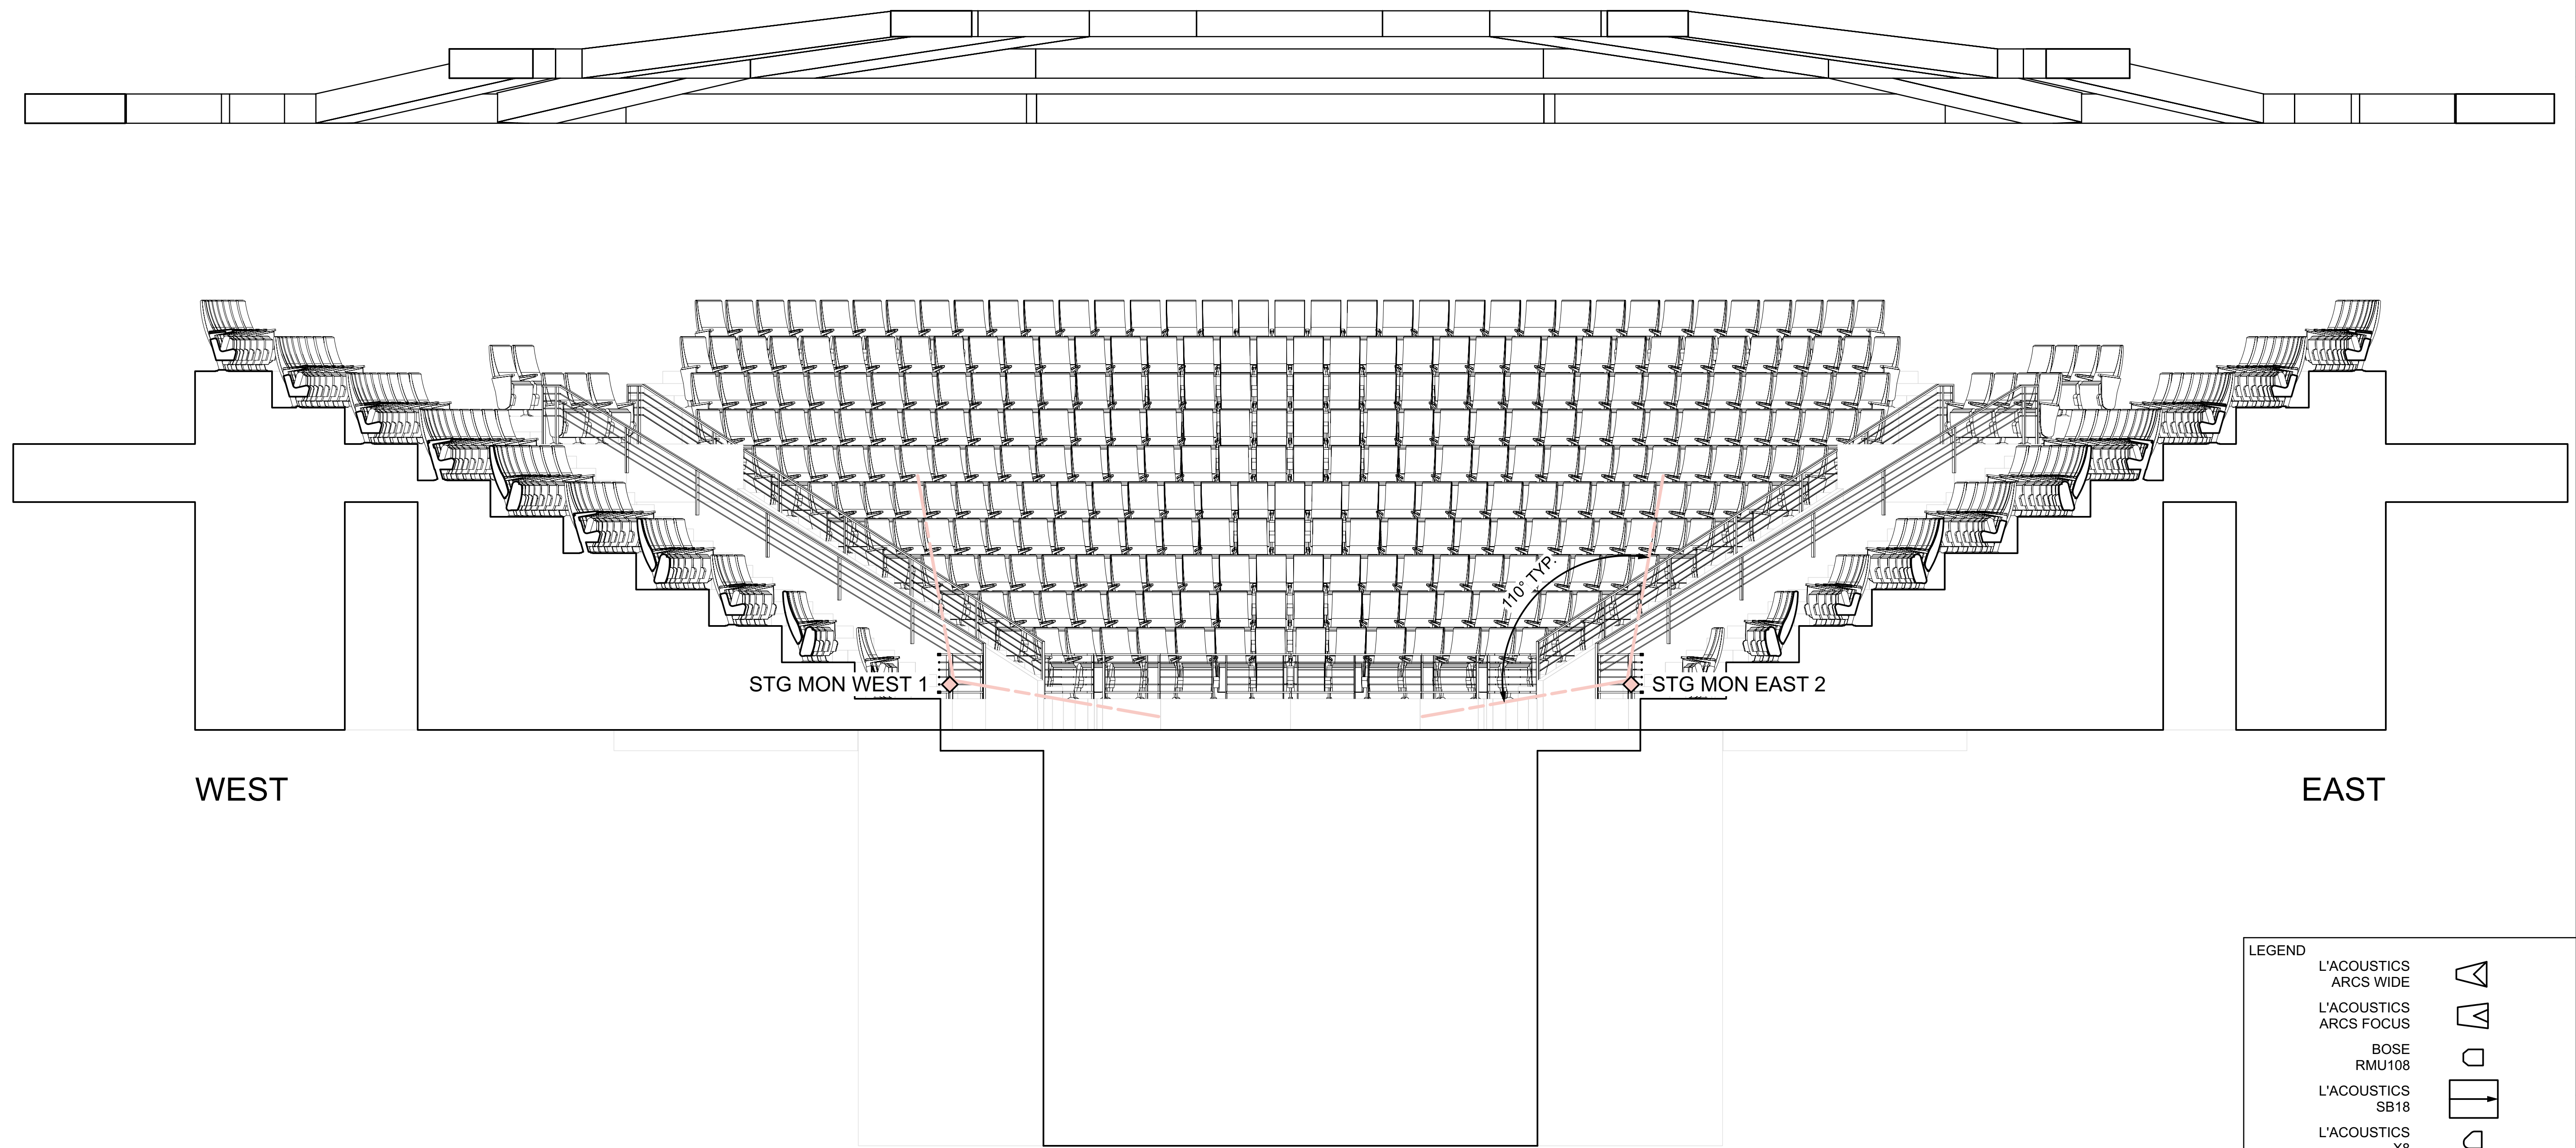 110° TYP.
STG MON WEST 1
STG MON EAST 2
WEST
EAST
LEGEND
L'ACOUSTICS
ARCS WIDE
L'ACOUSTICS
ARCS FOCUS
BOSE
RMU108
L'ACOUSTICS
SB18
L'ACOUSTICS